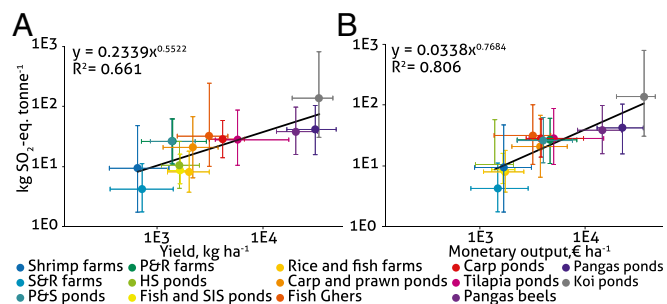 A
B
1E3
y = 0.2339x^0.5522
R² = 0.661
1E2
1E1
1E0
kg SO₂-eq. tonne⁻¹
1E3
1E4
Yield, kg ha⁻¹
1E3
y = 0.0338x^0.7684
R² = 0.806
1E2
1E1
1E0
1E3
1E4
Monetary output,€ ha⁻¹
Shrimp farms
P&R farms
Rice and fish farms
Carp ponds
Pangas ponds
S&R farms
HS ponds
Carp and prawn ponds
Tilapia ponds
Koi ponds
P&S ponds
Fish and SIS ponds
Fish Ghers
Pangas beels